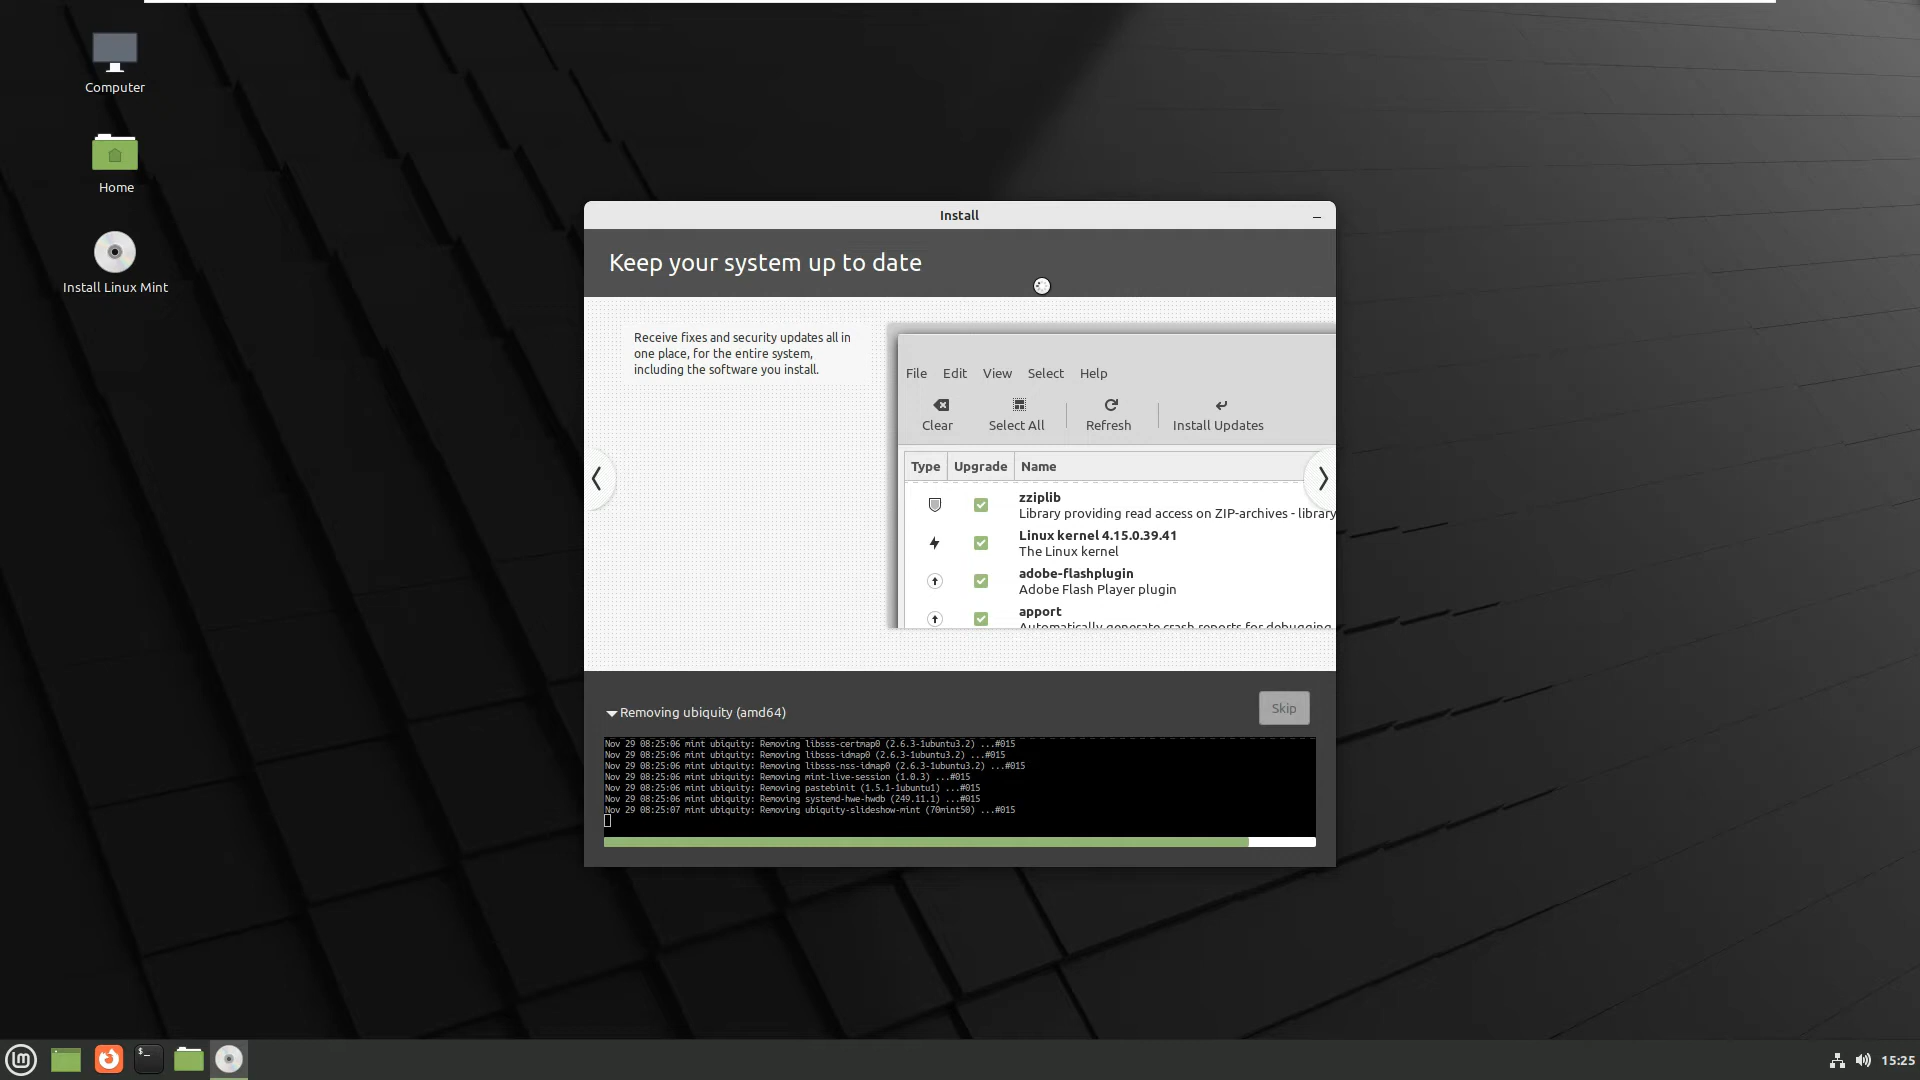 Computer
Home
Install Linux Mint
Install
Keep your system up to date
Receive fixes and security updates all in
one place, for the entire system,
including the software you install.
File Edit View Select Help
Clear Select All Refresh Install Updates
Type Upgrade Name
zziplib
Library providing read access on ZIP-archives - library
Linux kernel 4.15.0.39.41
The Linux kernel
adobe-flashplugin
Adobe Flash Player plugin
apport
Automatically generate crash reports for debugging
Removing ubiquity (amd64)
Skip
Nov 29 08:25:06 mint ubiquity: Removing libsss-certmap0 (2.6.3-1ubuntu3.2) ...#015
Nov 29 08:25:06 mint ubiquity: Removing libsss-idmap0 (2.6.3-1ubuntu3.2) ...#015
Nov 29 08:25:06 mint ubiquity: Removing libsss-nss-idmap0 (2.6.3-1ubuntu3.2) ...#015
Nov 29 08:25:06 mint ubiquity: Removing mint-live-session (1.0.3) ...#015
Nov 29 08:25:06 mint ubiquity: Removing pastebinit (1.5.1-1ubuntu1) ...#015
Nov 29 08:25:06 mint ubiquity: Removing systemd-hwe-hwdb (249.11.1) ...#015
Nov 29 08:25:07 mint ubiquity: Removing ubiquity-slideshow-mint (70mint50) ...#015
15:25